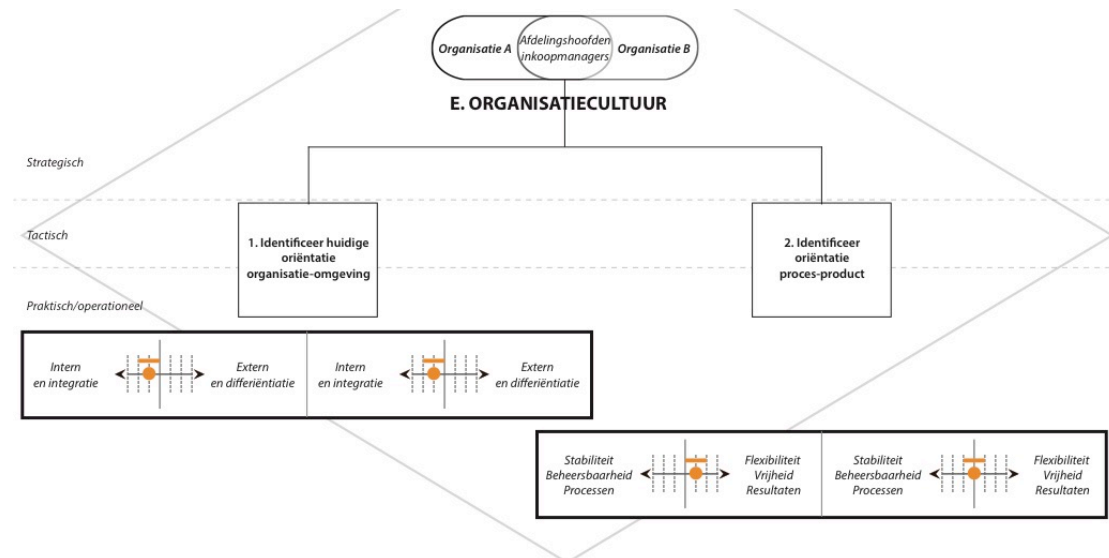 Organisatie A
Afdelingshoofden
inkoopmanagers
Organisatie B
E. ORGANISATIECULTUUR
Strategisch
Tactisch
1. Identificeer huidige
oriëntatie
organisatie-omgeving
2. Identificeer
oriëntatie
proces-product
Praktisch/operationeel
Intern
en integratie
Extern
en differiëntiatie
Intern
en integratie
Extern
en differiëntiatie
Stabiliteit
Beheersbaarheid
Processen
Flexibiliteit
Vrijheid
Resultaten
Stabiliteit
Beheersbaarheid
Processen
Flexibiliteit
Vrijheid
Resultaten